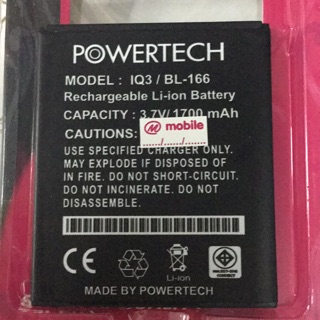 POWERTECH
MODEL : IQ3 / BL-166
Rechargeable Li-ion Battery
CAPACITY : 3.7V/ 1700 mAh
CAUTIONS:
mobile
USE SPECIFIED CHARGER ONLY.
MAY EXPLODE IF DISPOSED OF
IN FIRE. DO NOT SHORT-CIRCUIT.
DO NOT INCINERATE.
DO NOT DISASSEMBLE.
CE
Li-ion
MADE BY POWERTECH